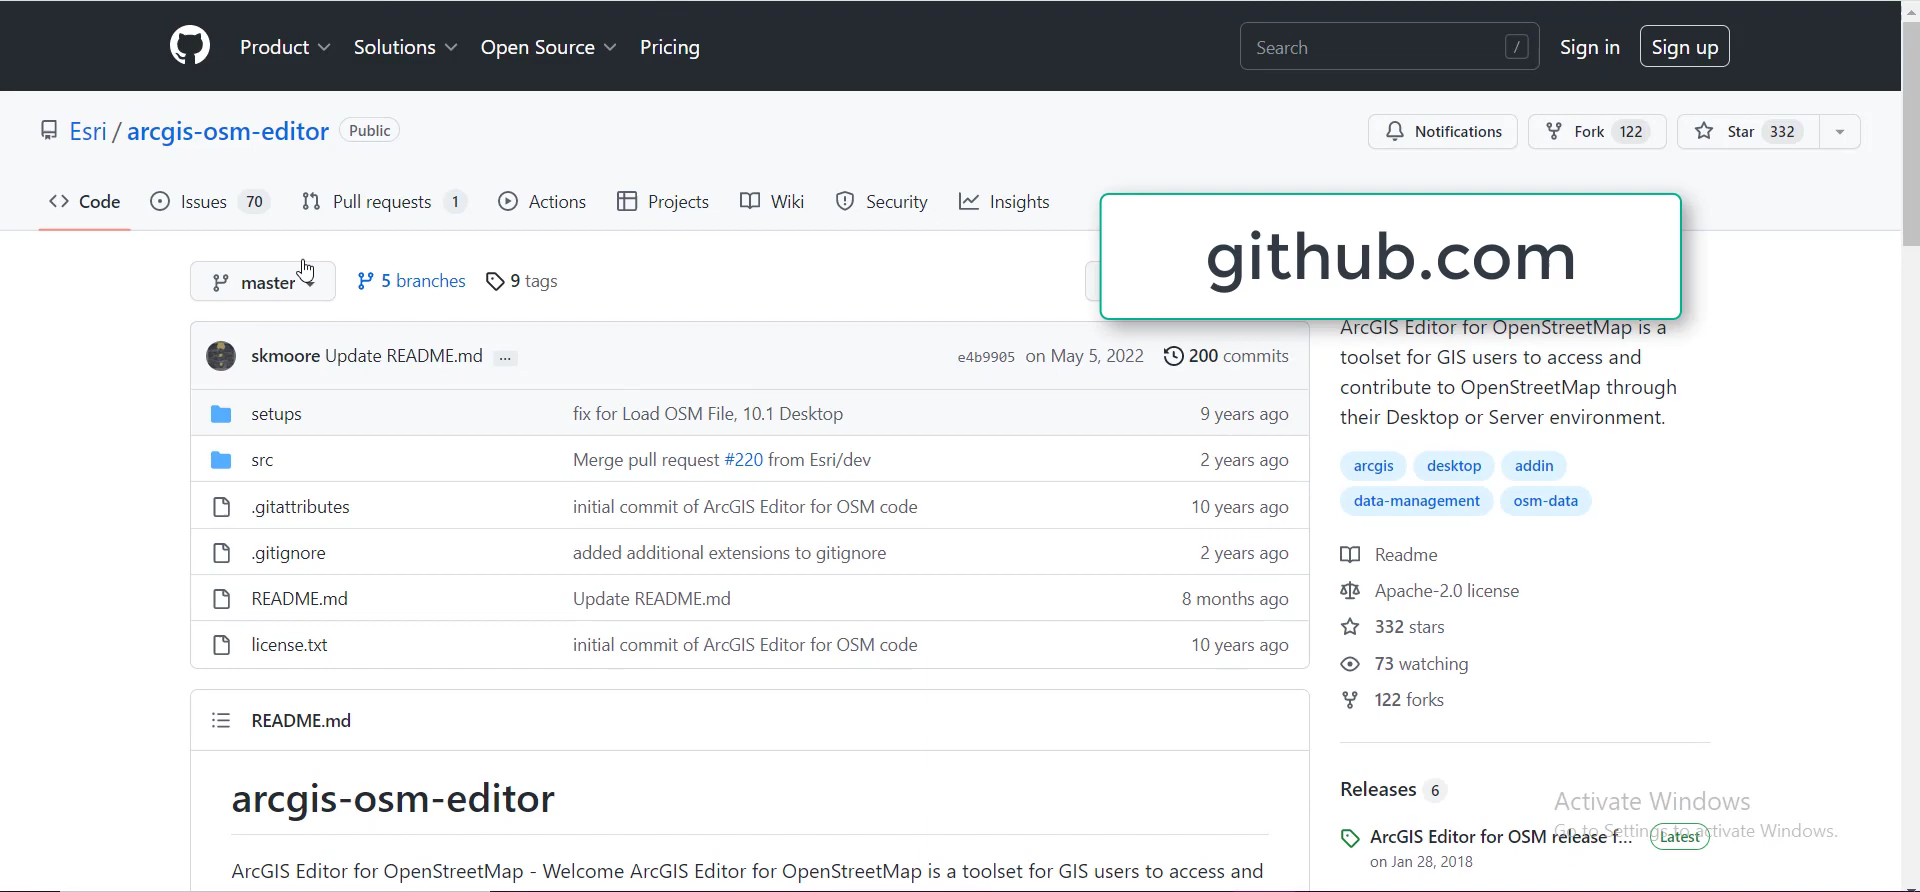 Product Solutions Open Source Pricing Search / Sign in Sign up
Esri / arcgis-osm-editor Public Notifications Fork 122 Star 332
Code Issues 70 Pull requests 1 Actions Projects Wiki Security Insights
github.com
master 5 branches 9 tags
skmoore Update README.md ... e4b9905 on May 5, 2022 200 commits
setups fix for Load OSM File, 10.1 Desktop 9 years ago
src Merge pull request #220 from Esri/dev 2 years ago
.gitattributes initial commit of ArcGIS Editor for OSM code 10 years ago
.gitignore added additional extensions to gitignore 2 years ago
README.md Update README.md 8 months ago
license.txt initial commit of ArcGIS Editor for OSM code 10 years ago
README.md
arcgis-osm-editor
ArcGIS Editor for OpenStreetMap - Welcome ArcGIS Editor for OpenStreetMap is a toolset for GIS users to access and
ArcGIS Editor for OpenStreetMap is a
toolset for GIS users to access and
contribute to OpenStreetMap through
their Desktop or Server environment.
arcgis desktop addin
data-management osm-data
Readme
Apache-2.0 license
332 stars
73 watching
122 forks
Releases 6
ArcGIS Editor for OSM release f... Latest
on Jan 28, 2018
Activate Windows
Go to Settings to activate Windows.